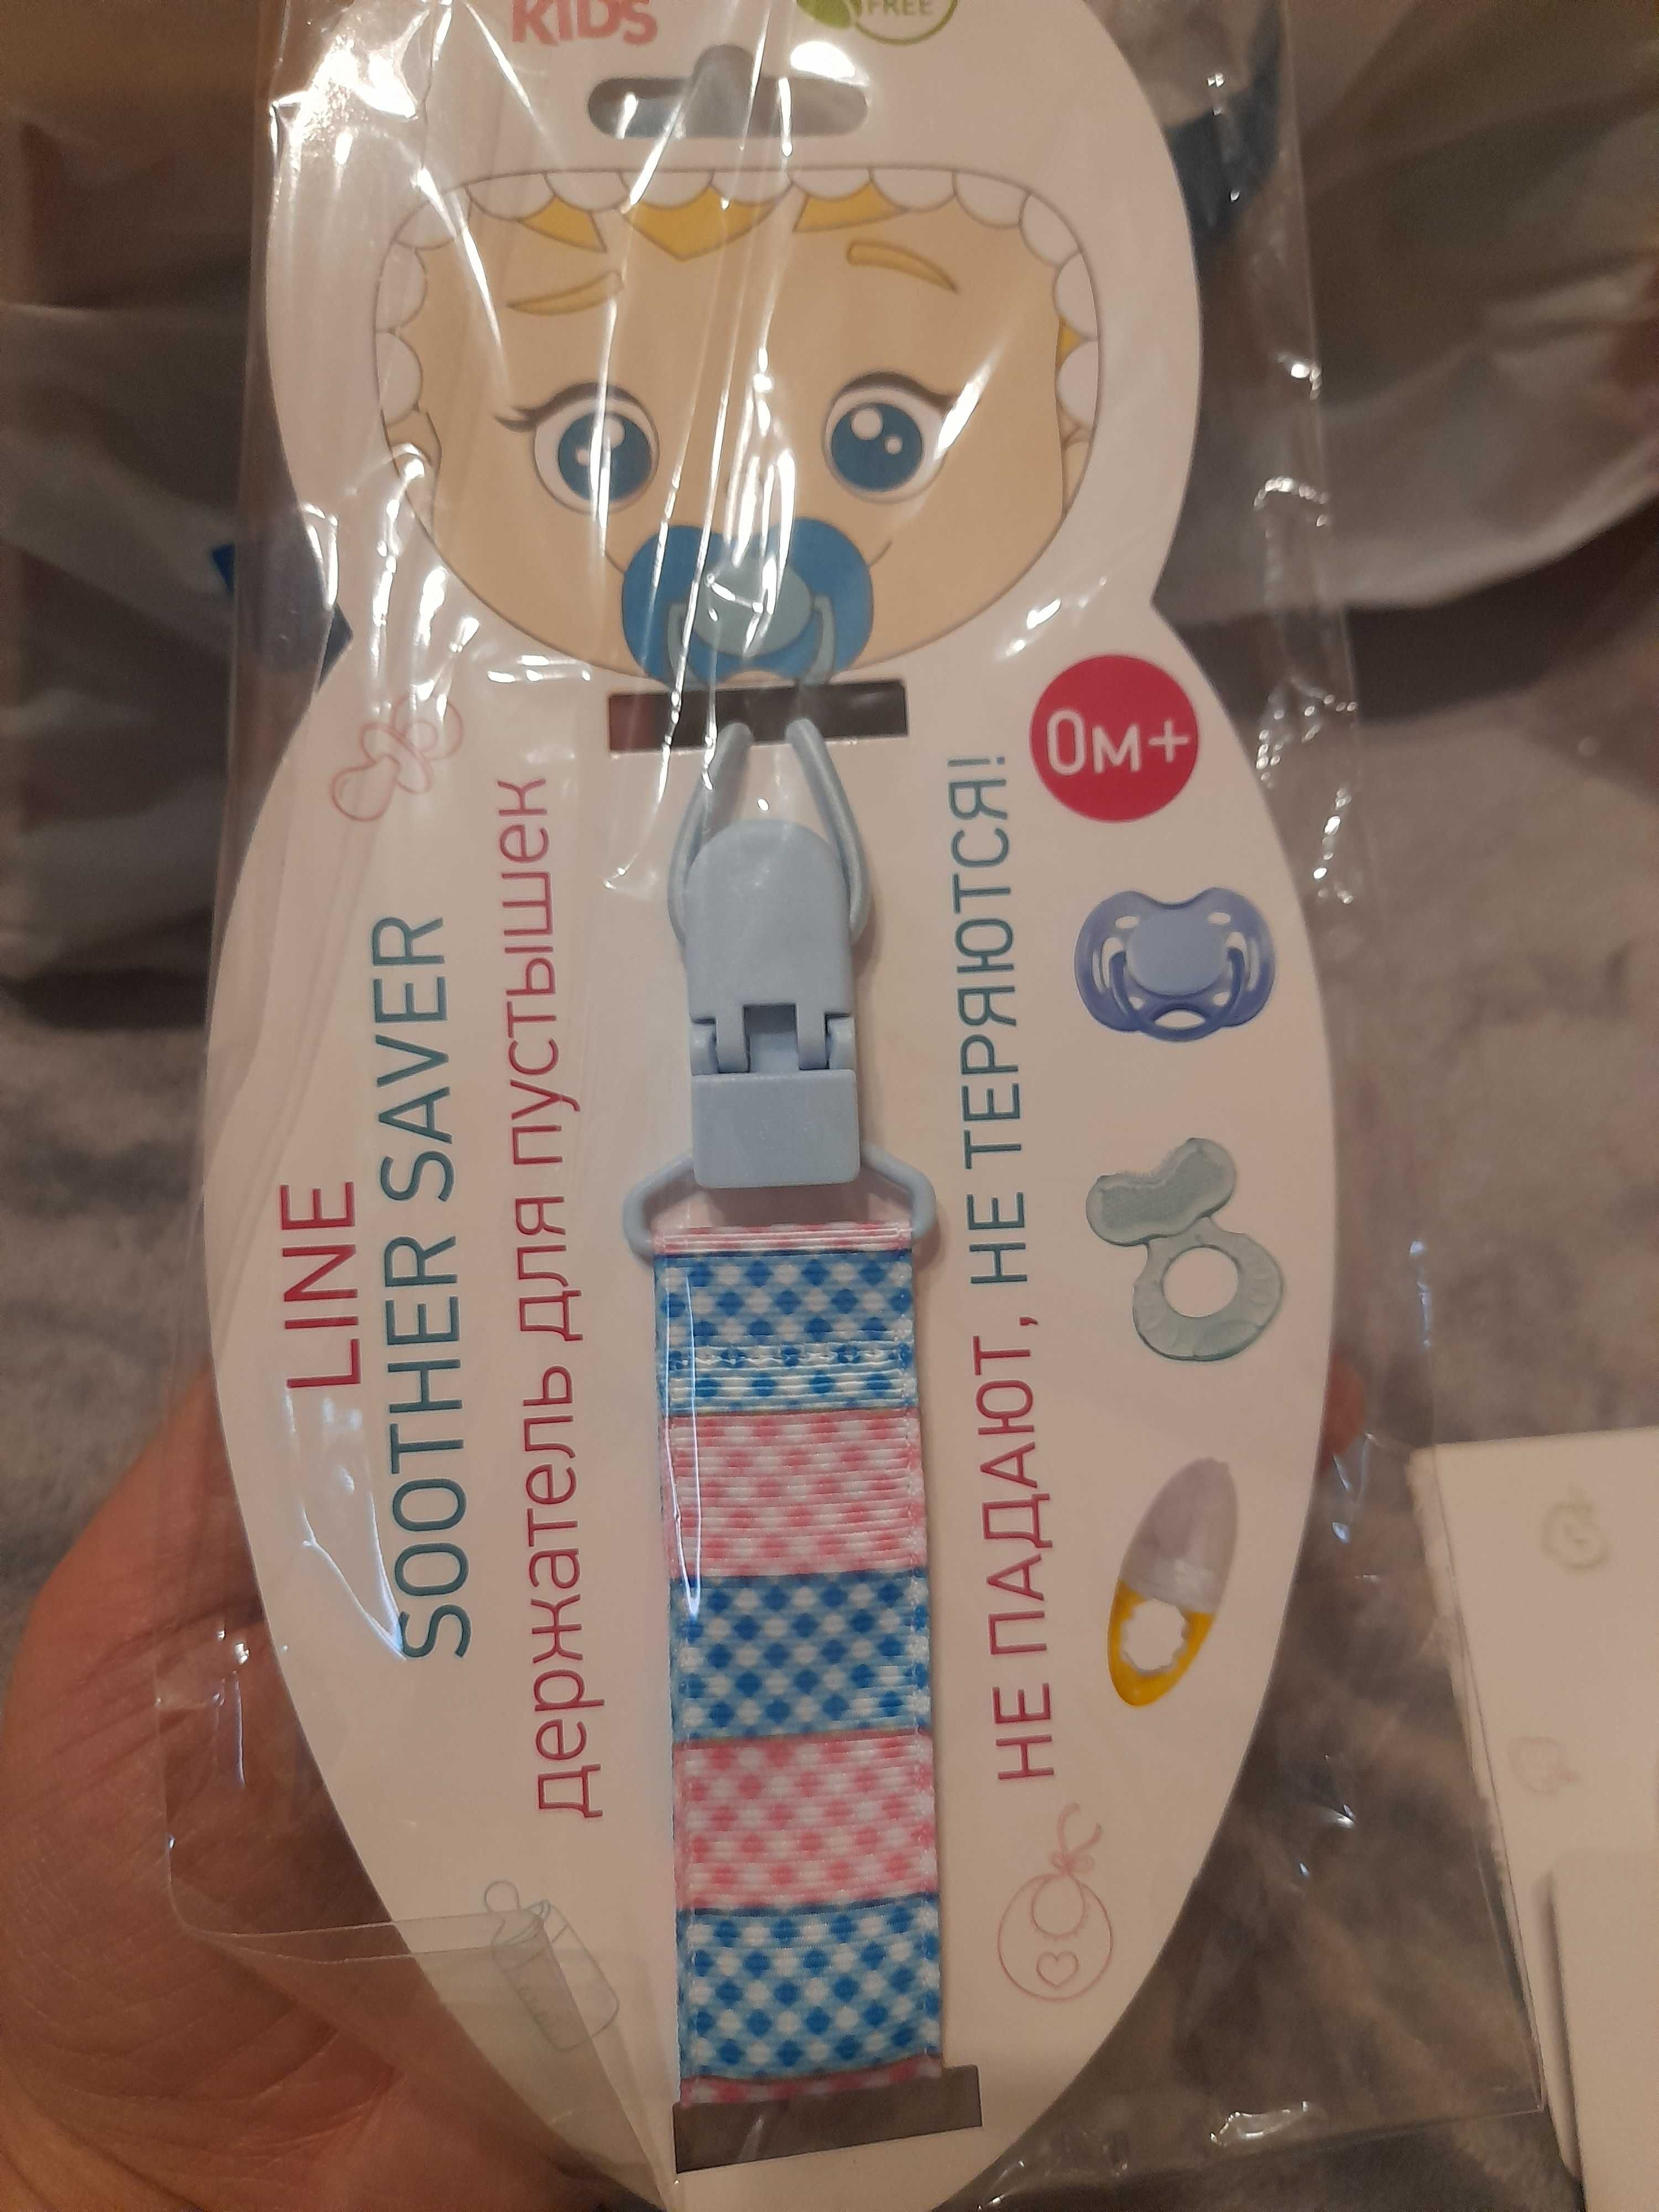 KIDS
FREE
0м+
LINE
SOOTHER SAVER
держатель для пустышек
НЕ ПАДАЮТ, НЕ ТЕРЯЮТСЯ!